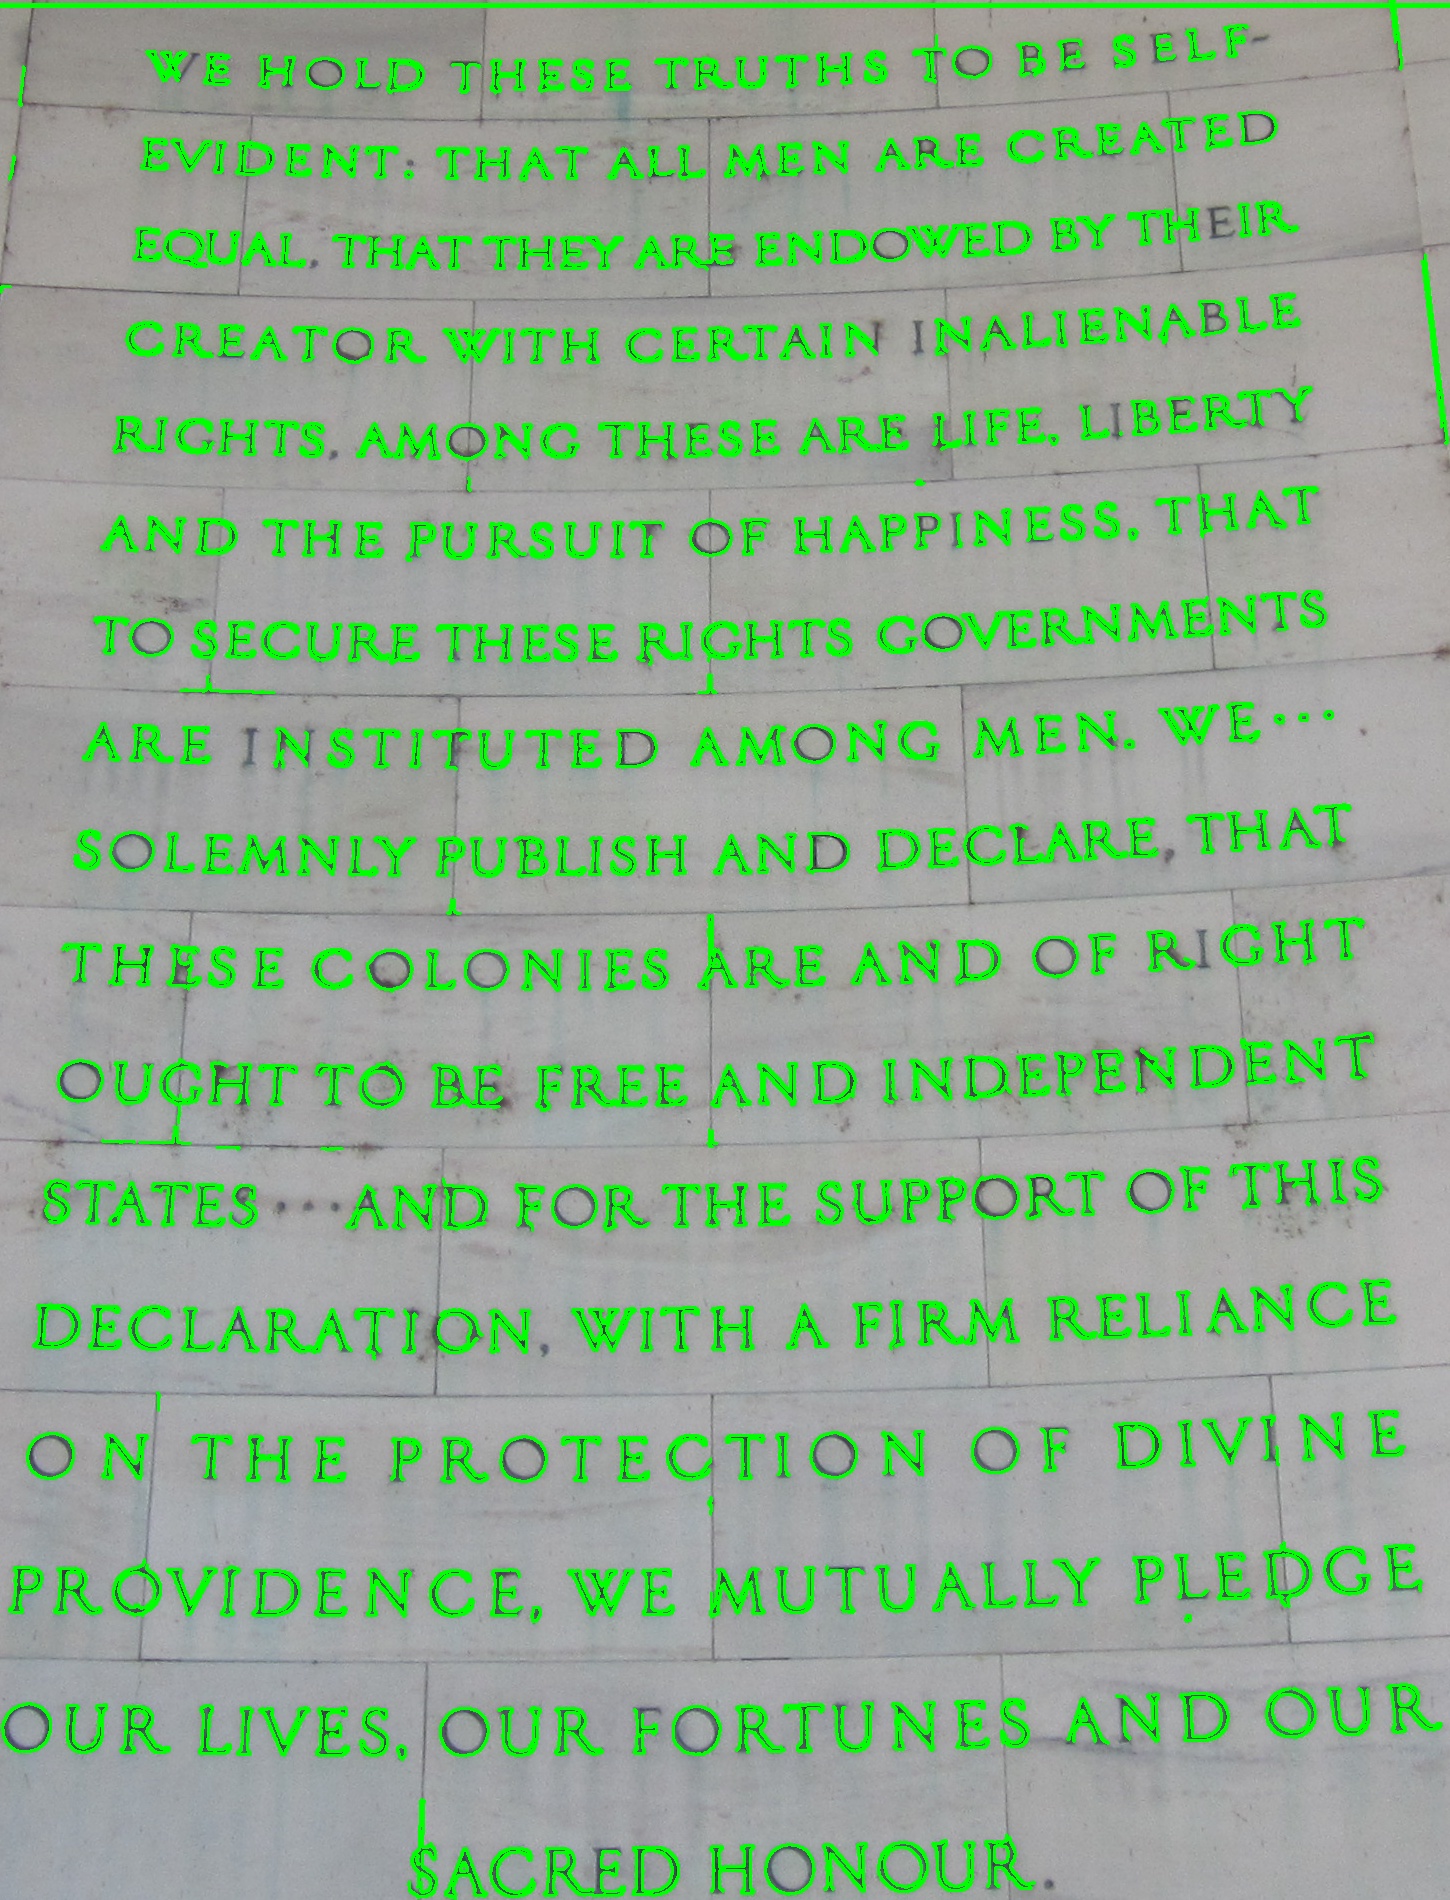 WE HOLD THESE TRUTHS TO BE SELF-
EVIDENT: THAT ALL MEN ARE CREATED
EQUAL, THAT THEY ARE ENDOWED BY THEIR
CREATOR WITH CERTAIN INALIENABLE
RIGHTS, AMONG THESE ARE LIFE, LIBERTY
AND THE PURSUIT OF HAPPINESS, THAT
TO SECURE THESE RIGHTS GOVERNMENTS
ARE INSTITUTED AMONG MEN. WE···
SOLEMNLY PUBLISH AND DECLARE, THAT
THESE COLONIES ARE AND OF RIGHT
OUGHT TO BE FREE AND INDEPENDENT
STATES ···AND FOR THE SUPPORT OF THIS
DECLARATION, WITH A FIRM RELIANCE
ON THE PROTECTION OF DIVINE
PROVIDENCE, WE MUTUALLY PLEDGE
OUR LIVES, OUR FORTUNES AND OUR
SACRED HONOUR.